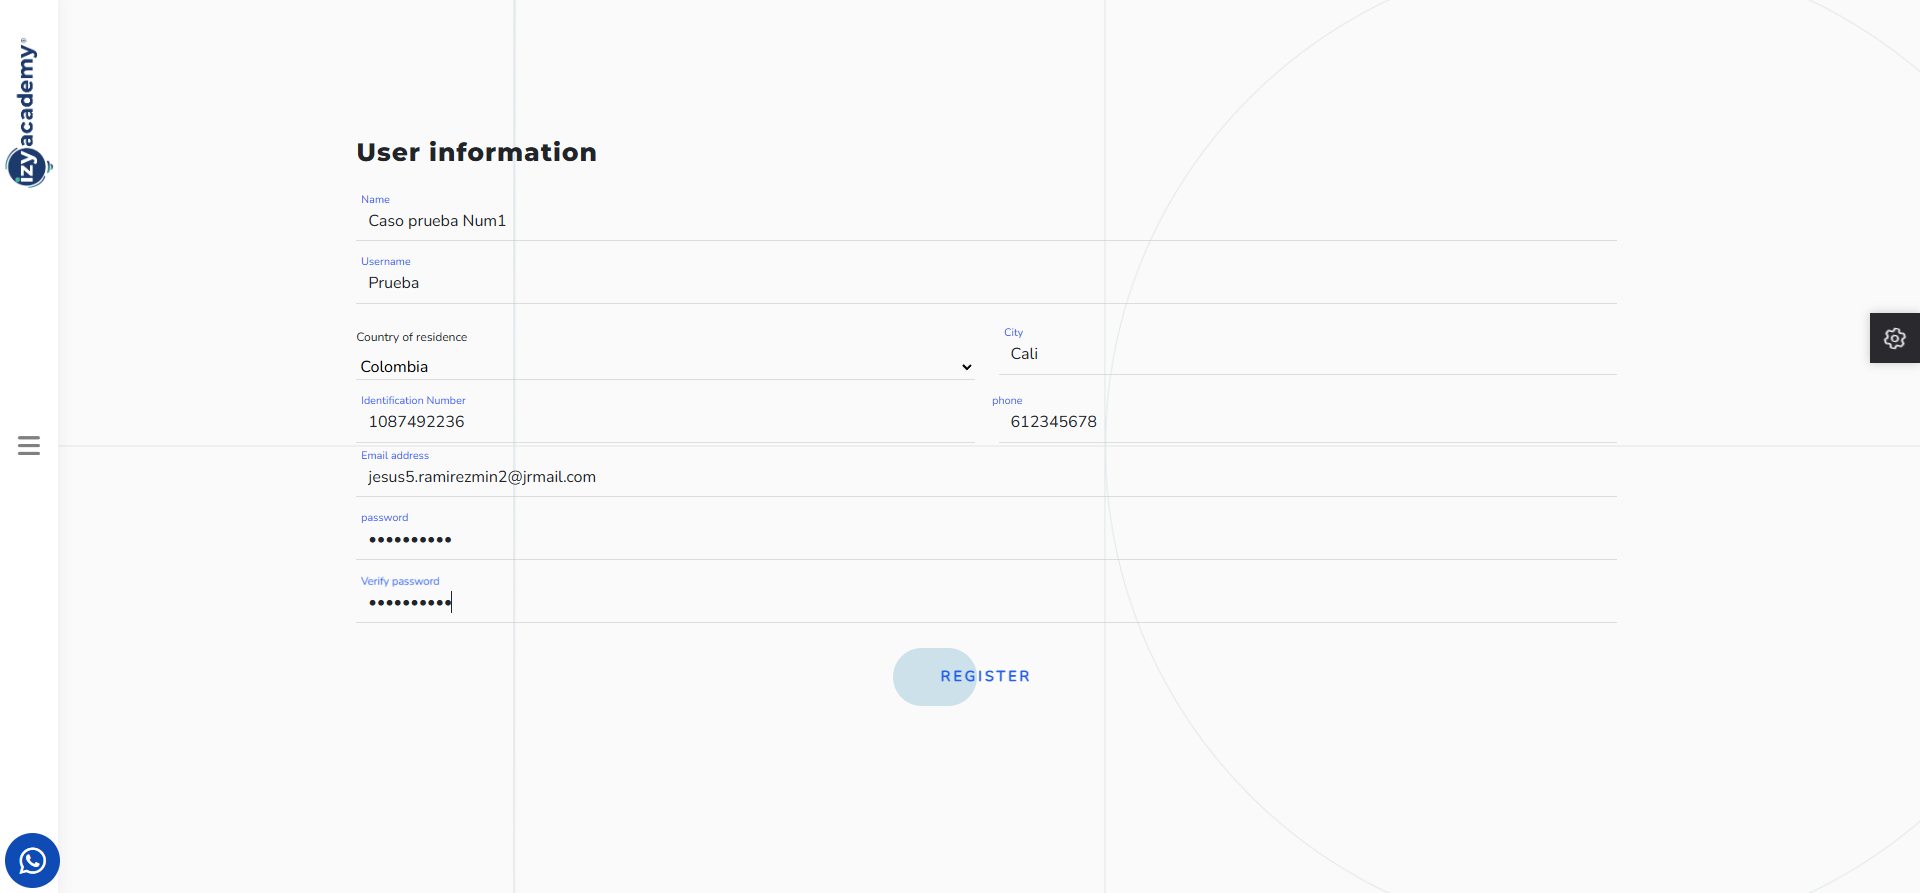 izyacademy®
User information
Name
Caso prueba Num1
Username
Prueba
Country of residence
Colombia
City
Cali
Identification Number
1087492236
phone
612345678
Email address
jesus5.ramirezmin2@jrmail.com
password
••••••••••
Verify password
••••••••••
REGISTER